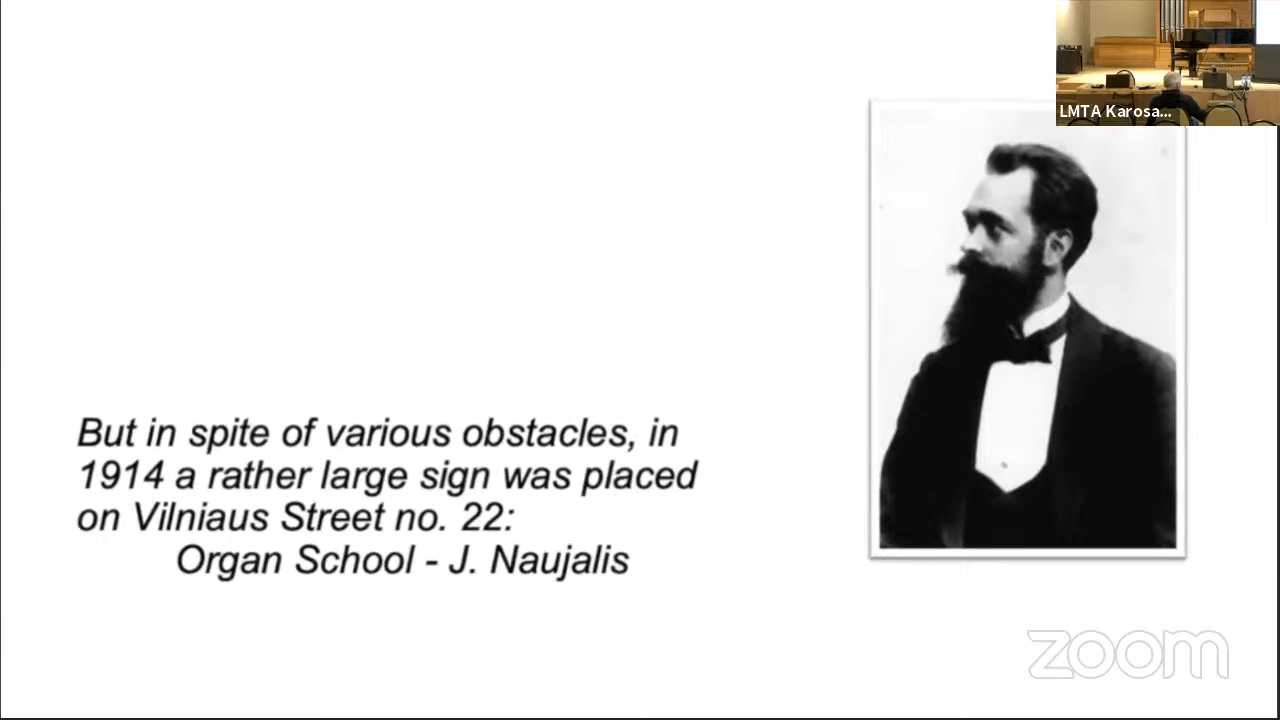 LMTA Karosa...
But in spite of various obstacles, in
1914 a rather large sign was placed
on Vilniaus Street no. 22:
Organ School - J. Naujalis
zoom